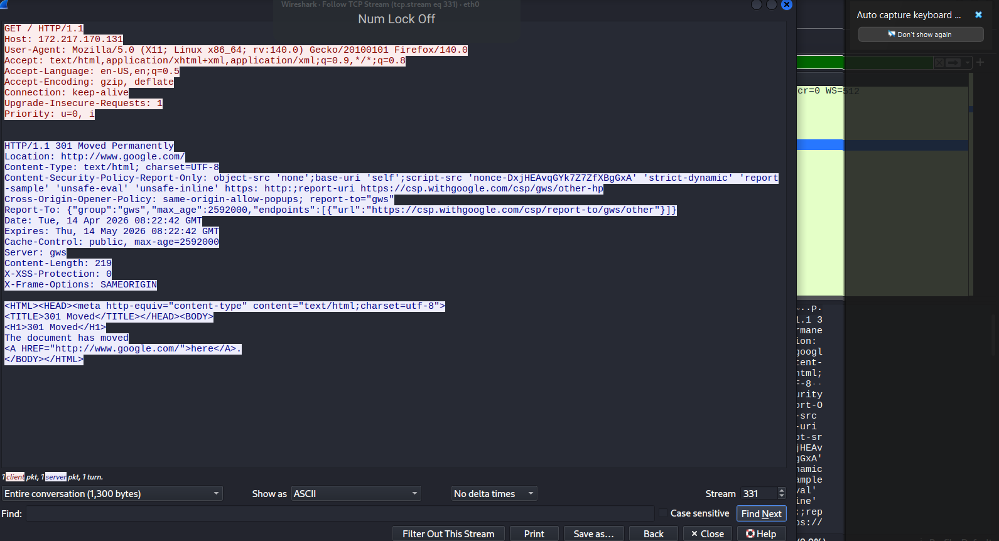 Wireshark - Follow TCP Stream (tcp.stream eq 331) - eth0
Num Lock Off
Auto capture keyboard ...
Don't show again
GET / HTTP/1.1
Host: 172.217.170.131
User-Agent: Mozilla/5.0 (X11; Linux x86_64; rv:140.0) Gecko/20100101 Firefox/140.0
Accept: text/html,application/xhtml+xml,application/xml;q=0.9,*/*;q=0.8
Accept-Language: en-US,en;q=0.5
Accept-Encoding: gzip, deflate
Connection: keep-alive
Upgrade-Insecure-Requests: 1
Priority: u=0, i
HTTP/1.1 301 Moved Permanently
Location: http://www.google.com/
Content-Type: text/html; charset=UTF-8
Content-Security-Policy-Report-Only: object-src 'none';base-uri 'self';script-src 'nonce-DxjHEAvqGYk7Z7ZfXBgGxA' 'strict-dynamic' 'report
-sample' 'unsafe-eval' 'unsafe-inline' https: http:;report-uri https://csp.withgoogle.com/csp/gws/other-hp
Cross-Origin-Opener-Policy: same-origin-allow-popups; report-to="gws"
Report-To: {"group":"gws","max_age":2592000,"endpoints":[{"url":"https://csp.withgoogle.com/csp/report-to/gws/other"}]}
Date: Tue, 14 Apr 2026 08:22:42 GMT
Expires: Thu, 14 May 2026 08:22:42 GMT
Cache-Control: public, max-age=2592000
Server: gws
Content-Length: 219
X-XSS-Protection: 0
X-Frame-Options: SAMEORIGIN
<HTML><HEAD><meta http-equiv="content-type" content="text/html;charset=utf-8">
<TITLE>301 Moved</TITLE></HEAD><BODY>
<H1>301 Moved</H1>
The document has moved
<A HREF="http://www.google.com/">here</A>.
</BODY></HTML>
cr=0 WS=512
~··P·
1.1 3
rmane
ion:
googl
tent-
html;
F-8··
urity
ort-O
-src
-uri
pt-sr
jHEAv
gGxA'
namic
ample
val'
ine'
:;rep
ps://
1 client pkt, 1 server pkt, 1 turn.
Entire conversation (1,300 bytes)
Show as ASCII
No delta times
Stream 331
Find:
Case sensitive
Find Next
Filter Out This Stream
Print
Save as…
Back
Close
Help